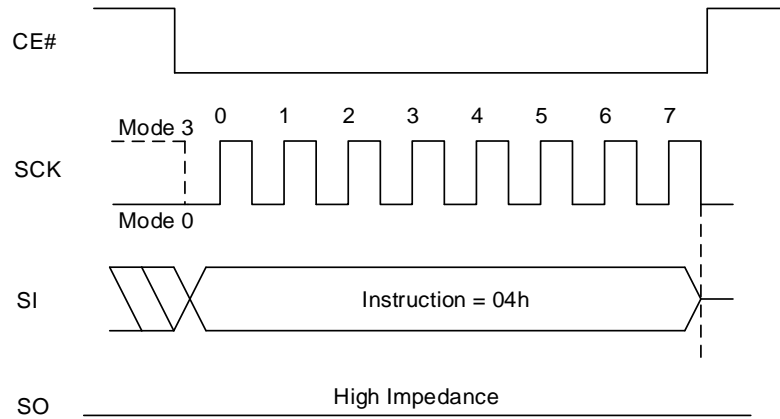 CE#
0 1 2 3 4 5 6 7
Mode 3
SCK
Mode 0
SI
Instruction = 04h
High Impedance
SO